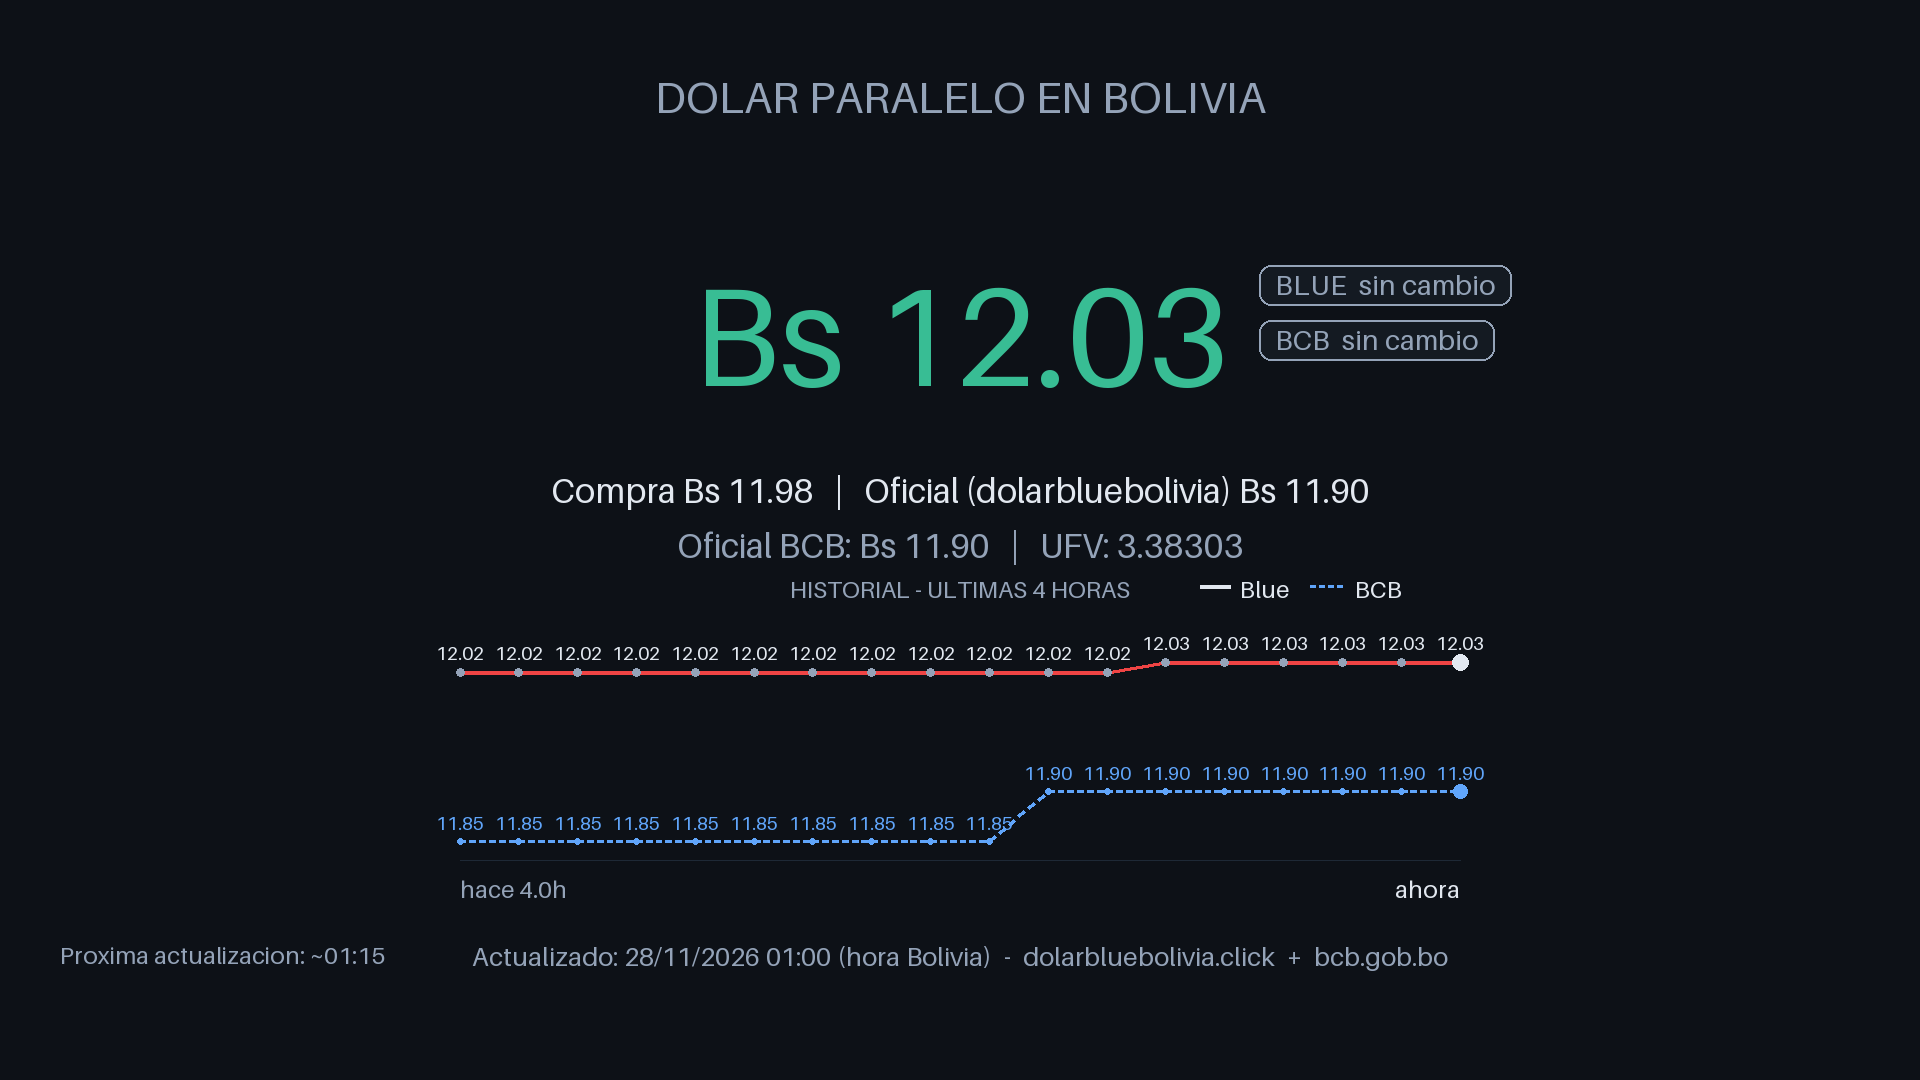 DOLAR PARALELO EN BOLIVIA
Bs 12.03
BLUE sin cambio
BCB sin cambio
Compra Bs 11.98 | Oficial (dolarbluebolivia) Bs 11.90
Oficial BCB: Bs 11.90 | UFV: 3.38303
HISTORIAL - ULTIMAS 4 HORAS Blue BCB
12.02 12.02 12.02 12.02 12.02 12.02 12.02 12.02 12.02 12.02 12.02 12.02 12.03 12.03 12.03 12.03 12.03 12.03
11.85 11.85 11.85 11.85 11.85 11.85 11.85 11.85 11.85 11.85 11.90 11.90 11.90 11.90 11.90 11.90 11.90 11.90
hace 4.0h ahora
Proxima actualizacion: ~01:15 Actualizado: 28/11/2026 01:00 (hora Bolivia) - dolarbluebolivia.click + bcb.gob.bo